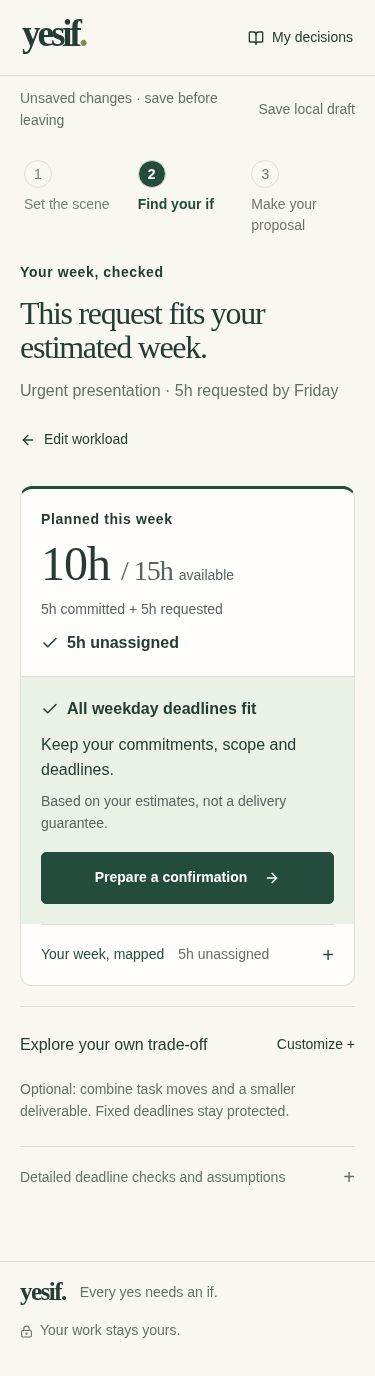 yesif.
My decisions
Unsaved changes · save before
leaving
Save local draft
1
2
3
Set the scene
Find your if
Make your
proposal
Your week, checked
This request fits your
estimated week.
Urgent presentation · 5h requested by Friday
Edit workload
Planned this week
10h / 15h available
5h committed + 5h requested
5h unassigned
All weekday deadlines fit
Keep your commitments, scope and
deadlines.
Based on your estimates, not a delivery
guarantee.
Prepare a confirmation
Your week, mapped 5h unassigned +
Explore your own trade-off
Customize +
Optional: combine task moves and a smaller
deliverable. Fixed deadlines stay protected.
Detailed deadline checks and assumptions +
yesif. Every yes needs an if.
Your work stays yours.